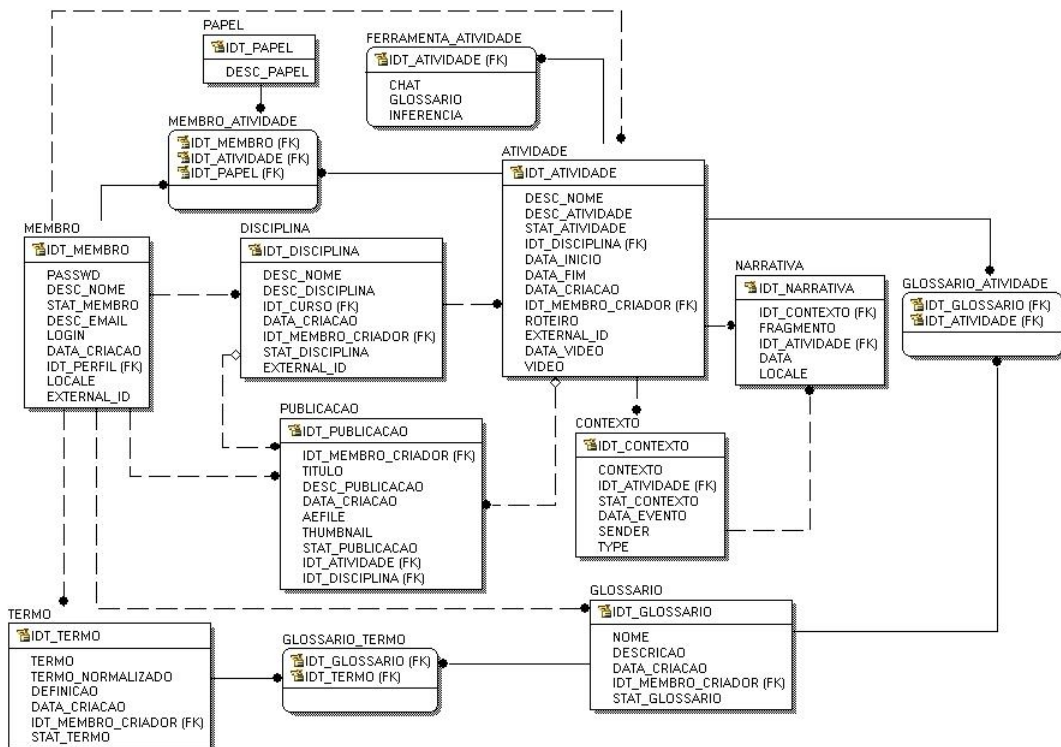 PAPEL
IDT_PAPEL
DESC_PAPEL
FERRAMENTA_ATIVIDADE
IDT_ATIVIDADE (FK)
CHAT
GLOSSARIO
INFERENCIA
MEMBRO_ATIVIDADE
IDT_MEMBRO (FK)
IDT_ATIVIDADE (FK)
IDT_PAPEL (FK)
ATIVIDADE
IDT_ATIVIDADE
DESC_NOME
DESC_ATIVIDADE
STAT_ATIVIDADE
IDT_DISCIPLINA (FK)
DATA_INICIO
DATA_FIM
DATA_CRIACAO
IDT_MEMBRO_CRIADOR (FK)
ROTEIRO
EXTERNAL_ID
DATA_VIDEO
VIDEO
MEMBRO
IDT_MEMBRO
PASSWD
DESC_NOME
STAT_MEMBRO
DESC_EMAIL
LOGIN
DATA_CRIACAO
IDT_PERFIL (FK)
LOCALE
EXTERNAL_ID
DISCIPLINA
IDT_DISCIPLINA
DESC_NOME
DESC_DISCIPLINA
IDT_CURSO (FK)
DATA_CRIACAO
IDT_MEMBRO_CRIADOR (FK)
STAT_DISCIPLINA
EXTERNAL_ID
NARRATIVA
IDT_NARRATIVA
IDT_CONTEXTO (FK)
FRAGMENTO
IDT_ATIVIDADE (FK)
DATA
LOCALE
GLOSSARIO_ATIVIDADE
IDT_GLOSSARIO (FK)
IDT_ATIVIDADE (FK)
PUBLICACAO
IDT_PUBLICACAO
IDT_MEMBRO_CRIADOR (FK)
TITULO
DESC_PUBLICACAO
DATA_CRIACAO
AEFILE
THUMBNAIL
STAT_PUBLICACAO
IDT_ATIVIDADE (FK)
IDT_DISCIPLINA (FK)
CONTEXTO
IDT_CONTEXTO
CONTEXTO
IDT_ATIVIDADE (FK)
STAT_CONTEXTO
DATA_EVENTO
SENDER
TYPE
TERMO
IDT_TERMO
TERMO
TERMO_NORMALIZADO
DEFINICAO
DATA_CRIACAO
IDT_MEMBRO_CRIADOR (FK)
STAT_TERMO
GLOSSARIO_TERMO
IDT_GLOSSARIO (FK)
IDT_TERMO (FK)
GLOSSARIO
IDT_GLOSSARIO
NOME
DESCRICAO
DATA_CRIACAO
IDT_MEMBRO_CRIADOR (FK)
STAT_GLOSSARIO